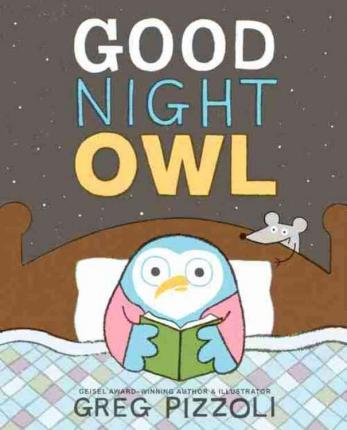 GOOD
NIGHT
OWL
GEISEL AWARD-WINNING AUTHOR & ILLUSTRATOR
GREG PIZZOLI